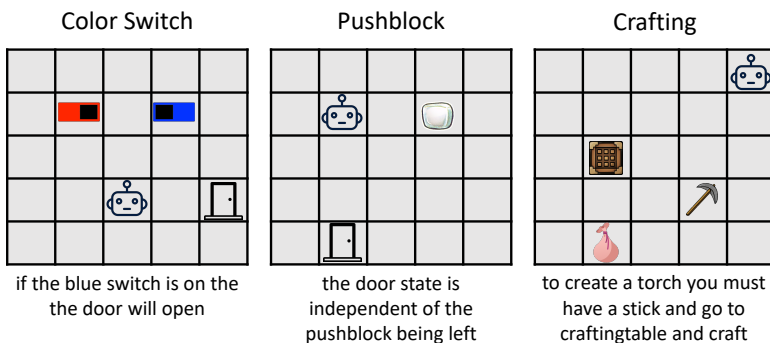 Color Switch
Pushblock
Crafting
if the blue switch is on the
the door will open
the door state is
independent of the
pushblock being left
to create a torch you must
have a stick and go to
craftingtable and craft